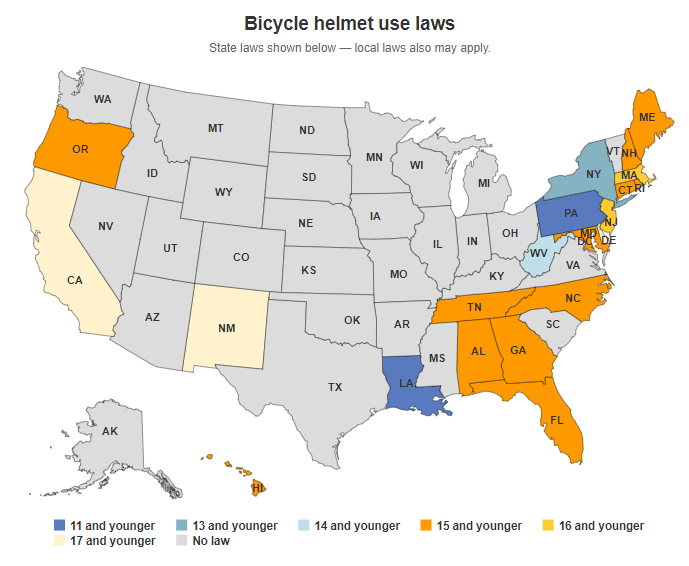 Bicycle helmet use laws
State laws shown below — local laws also may apply.
WA
MT
ND
MN
OR
ID
WY
SD
WI
MI
NY
VT
NH
ME
MA
CT
RI
NV
UT
CO
NE
IA
IL
IN
OH
PA
NJ
MD
DC
DE
WV
VA
CA
KS
MO
KY
AZ
NM
OK
AR
TN
NC
SC
TX
LA
MS
AL
GA
FL
AK
HI
11 and younger 13 and younger 14 and younger 15 and younger 16 and younger
17 and younger No law